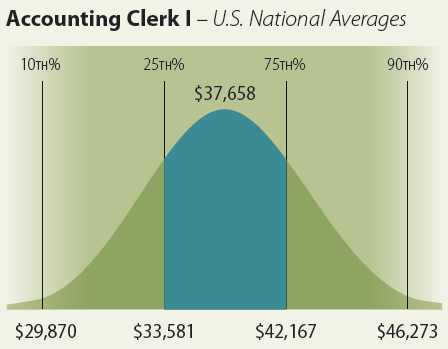 Accounting Clerk I – U.S. National Averages
10TH% 25TH% 75TH% 90TH%
$37,658
$29,870 $33,581 $42,167 $46,273